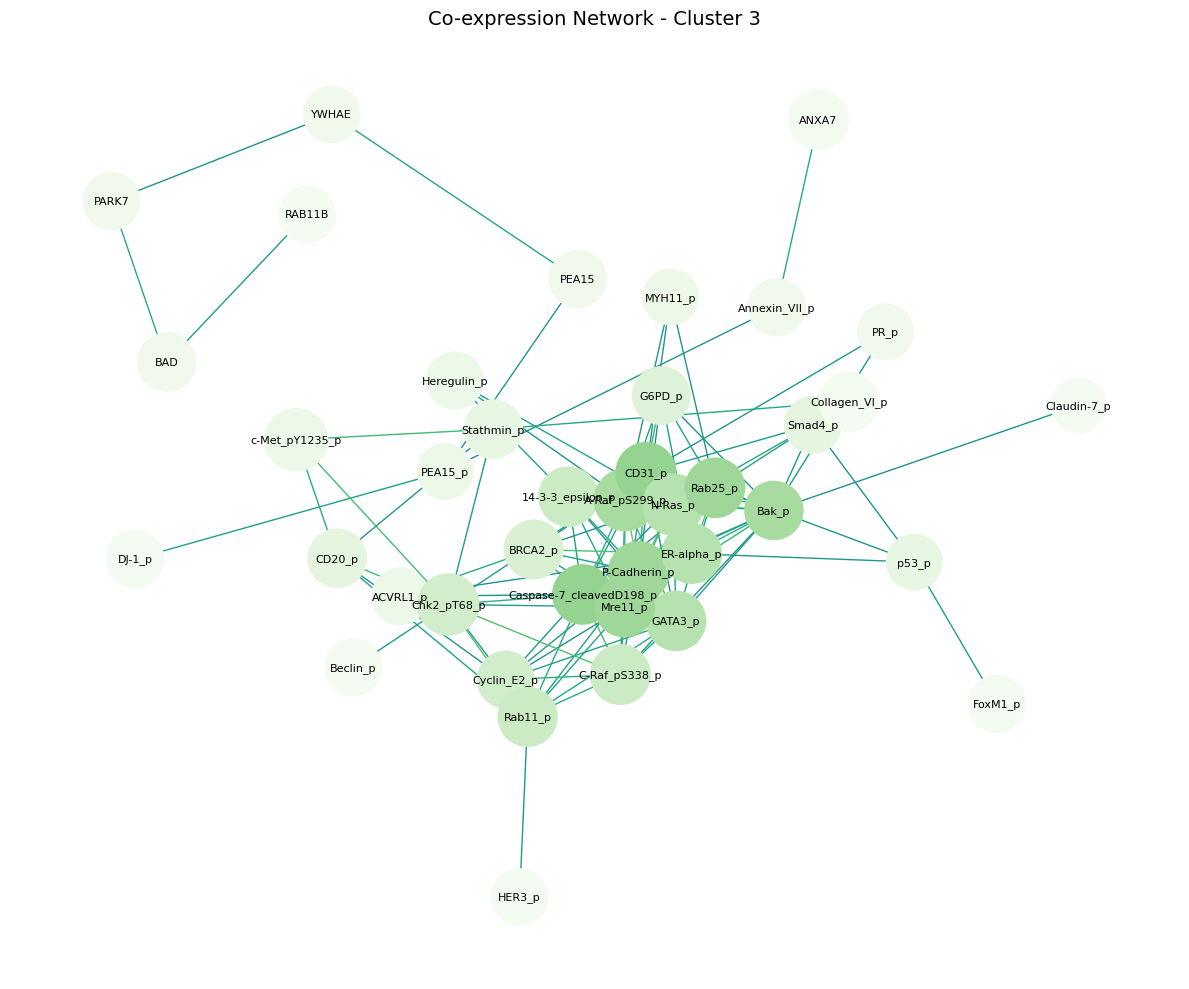 Co-expression Network - Cluster 3
YWHAE
ANXA7
PARK7
RAB11B
PEA15
MYH11_p
Annexin_VII_p
PR_p
BAD
Heregulin_p
G6PD_p
Collagen_VI_p
Claudin-7_p
Smad4_p
Stathmin_p
c-Met_pY1235_p
PEA15_p
CD31_p
Rab25_p
14-3-3_epsilon_p
A-Raf_pS299_p
N-Ras_p
Bak_p
BRCA2_p
ER-alpha_p
DJ-1_p
CD20_p
p53_p
P-Cadherin_p
Caspase-7_cleavedD198_p
ACVRL1_p
Chk2_pT68_p
Mre11_p
GATA3_p
Beclin_p
C-Raf_pS338_p
Cyclin_E2_p
FoxM1_p
Rab11_p
HER3_p